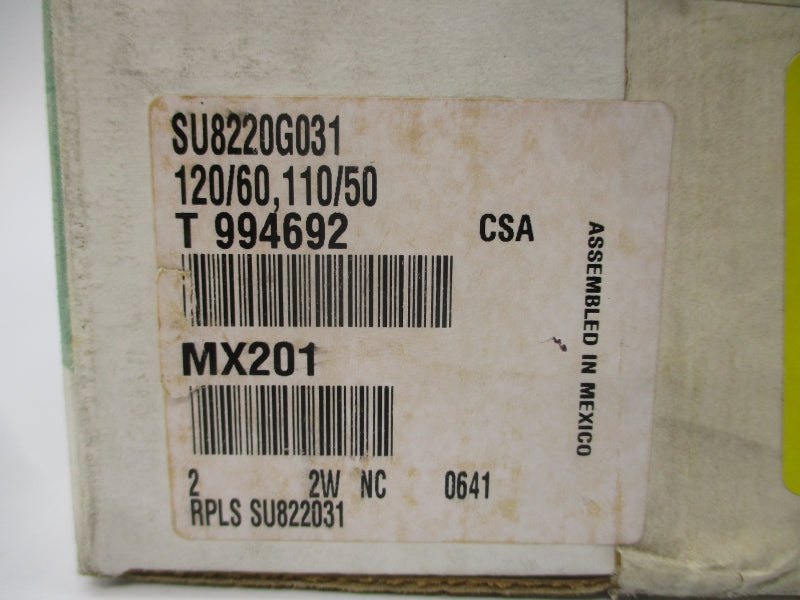 SU8220G031
120/60,110/50
T 994692 CSA
MX201
2 2W NC 0641
RPLS SU822031
ASSEMBLED IN MEXICO